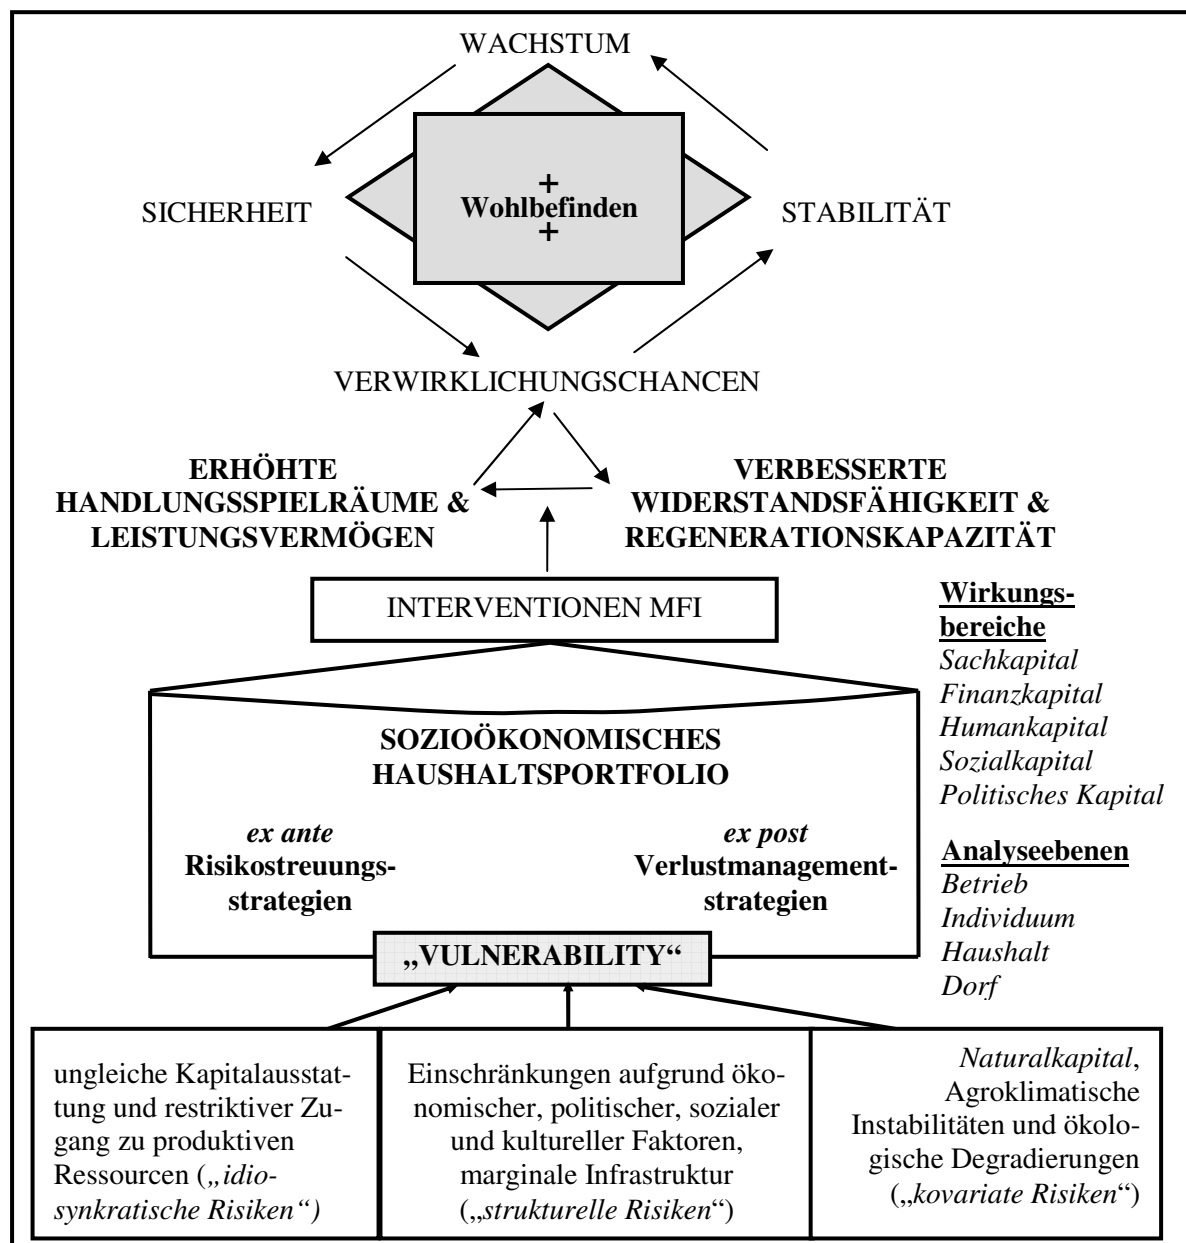 WACHSTUM
+
Wohlbefinden
+
SICHERHEIT
STABILITÄT
VERWIRKLICHUNGSCHANCEN
ERHÖHTE
HANDLUNGSSPIELRÄUME &
LEISTUNGSVERMÖGEN
VERBESSERTE
WIDERSTANDSFÄHIGKEIT &
REGENERATIONSKAPAZITÄT
INTERVENTIONEN MFI
Wirkungs-
bereiche
Sachkapital
Finanzkapital
Humankapital
Sozialkapital
Politisches Kapital
SOZIOÖKONOMISCHES
HAUSHALTSPORTFOLIO
ex ante
Risikostreuungs-
strategien
ex post
Verlustmanagement-
strategien
Analyseebenen
Betrieb
Individuum
Haushalt
Dorf
„VULNERABILITY“
ungleiche Kapitalausstat-
tung und restriktiver Zu-
gang zu produktiven
Ressourcen („idio-
synkratische Risiken“)
Einschränkungen aufgrund öko-
nomischer, politischer, sozialer
und kultureller Faktoren,
marginale Infrastruktur
(„strukturelle Risiken“)
Naturalkapital,
Agroklimatische
Instabilitäten und ökolo-
gische Degradierungen
(„kovariate Risiken“)